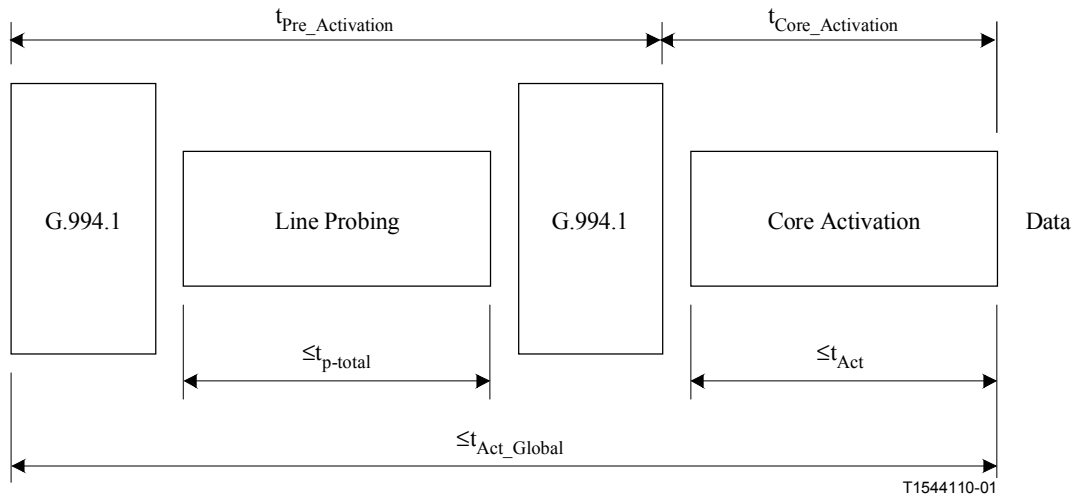 tPre_Activation
tCore_Activation
G.994.1
Line Probing
G.994.1
Core Activation
Data
≤tp-total
≤tAct
≤tAct_Global
T1544110-01